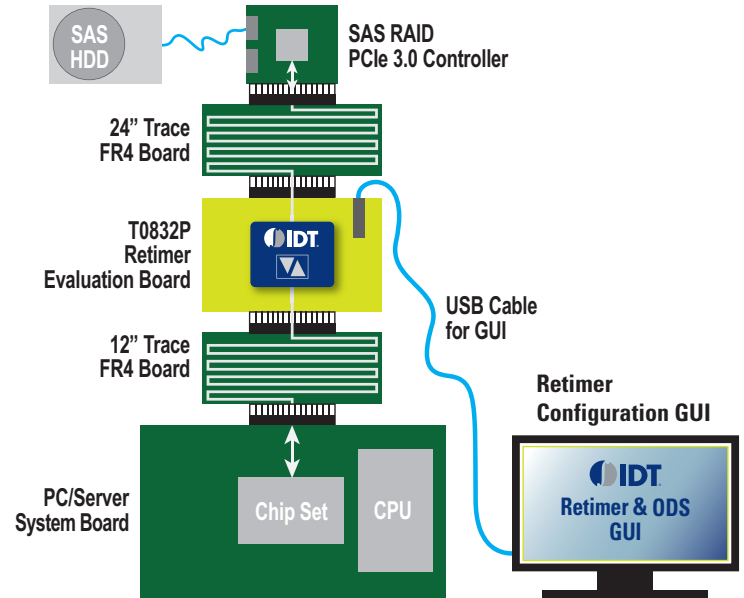 SAS
HDD
SAS RAID
PCIe 3.0 Controller
24” Trace
FR4 Board
T0832P
Retimer
Evaluation Board
IDT.
USB Cable
for GUI
12” Trace
FR4 Board
Retimer
Configuration GUI
PC/Server
System Board
Chip Set
CPU
IDT.
Retimer & ODS
GUI